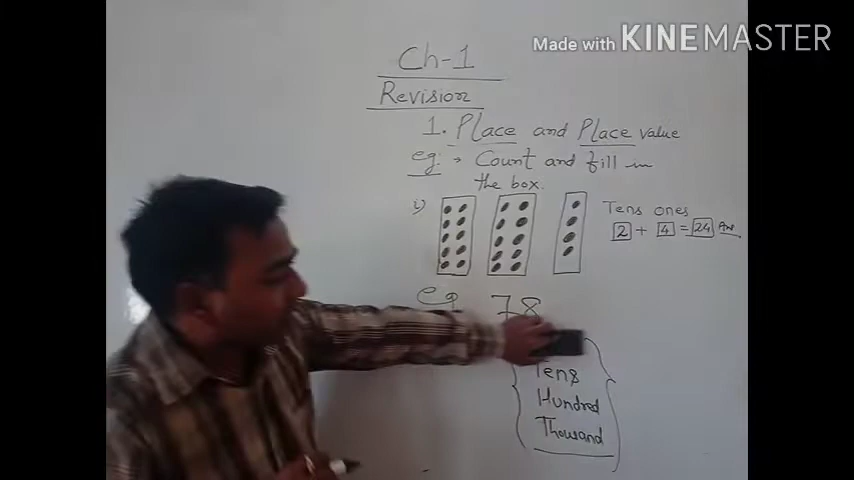 Made with KINEMASTER
Ch-1
Revision
1. Place and Place value
eg: → Count and fill in
the box.
i) Tens ones
2 + 4 = 24 Ans.
eg 78
Tens
Hundred
Thousand